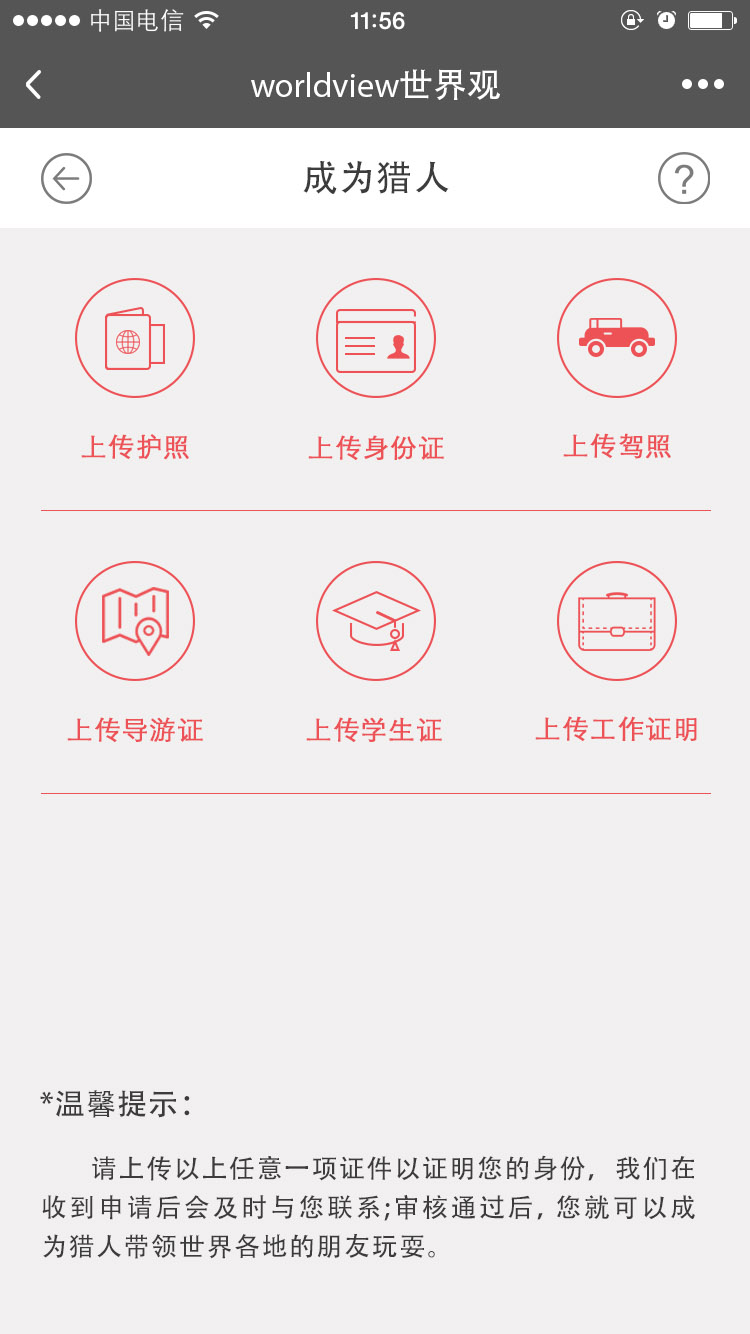 中国电信
11:56
worldview世界观
成为猎人
?
上传护照 上传身份证 上传驾照
上传导游证 上传学生证 上传工作证明
*温馨提示：
请上传以上任意一项证件以证明您的身份，我们在
收到申请后会及时与您联系;审核通过后，您就可以成
为猎人带领世界各地的朋友玩耍。